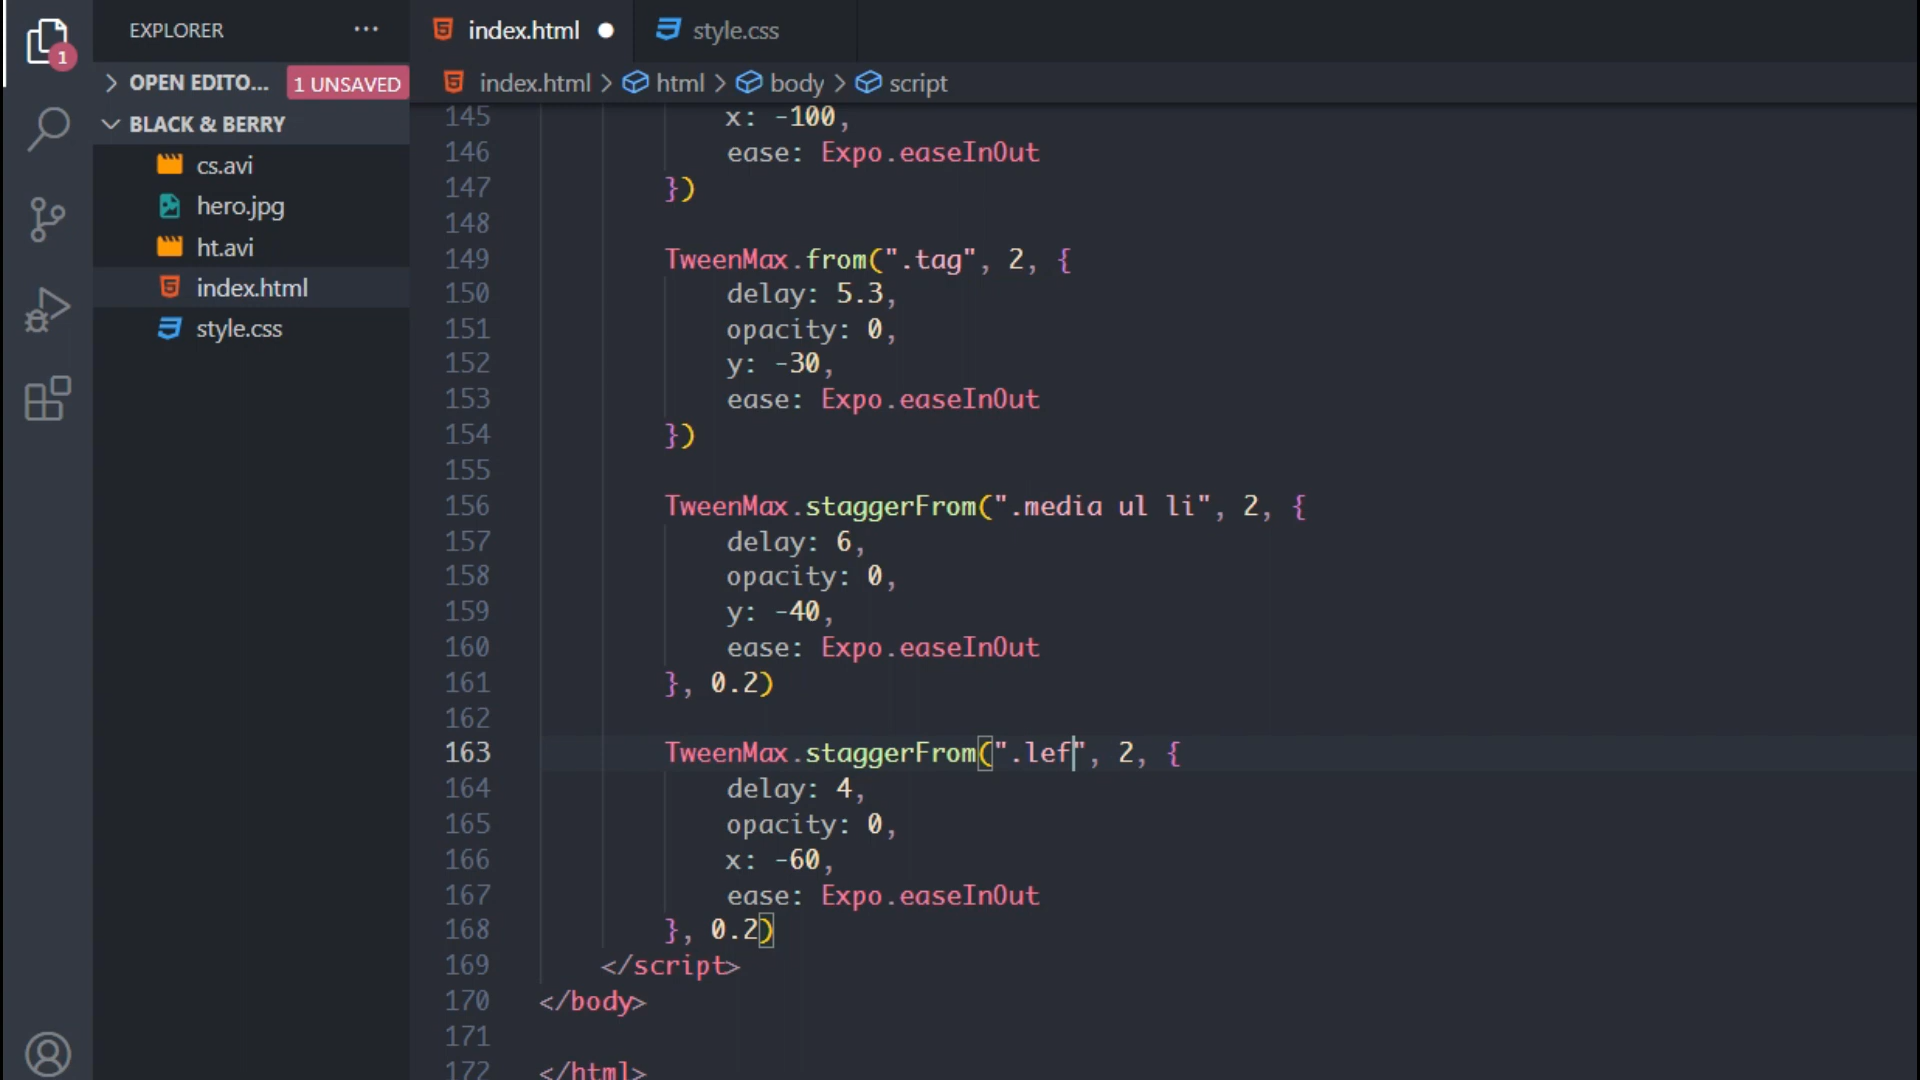 EXPLORER
index.html
style.css
OPEN EDITO...
1 UNSAVED
index.html > html > body > script
BLACK & BERRY
cs.avi
hero.jpg
ht.avi
index.html
style.css
1
145 x: -100,
146 ease: Expo.easeInOut
147 })
148
149 TweenMax.from(".tag", 2, {
150 delay: 5.3,
151 opacity: 0,
152 y: -30,
153 ease: Expo.easeInOut
154 })
155
156 TweenMax.staggerFrom(".media ul li", 2, {
157 delay: 6,
158 opacity: 0,
159 y: -40,
160 ease: Expo.easeInOut
161 }, 0.2)
162
163 TweenMax.staggerFrom(".lef", 2, {
164 delay: 4,
165 opacity: 0,
166 x: -60,
167 ease: Expo.easeInOut
168 }, 0.2)
169 </script>
170 </body>
171
172 </html>